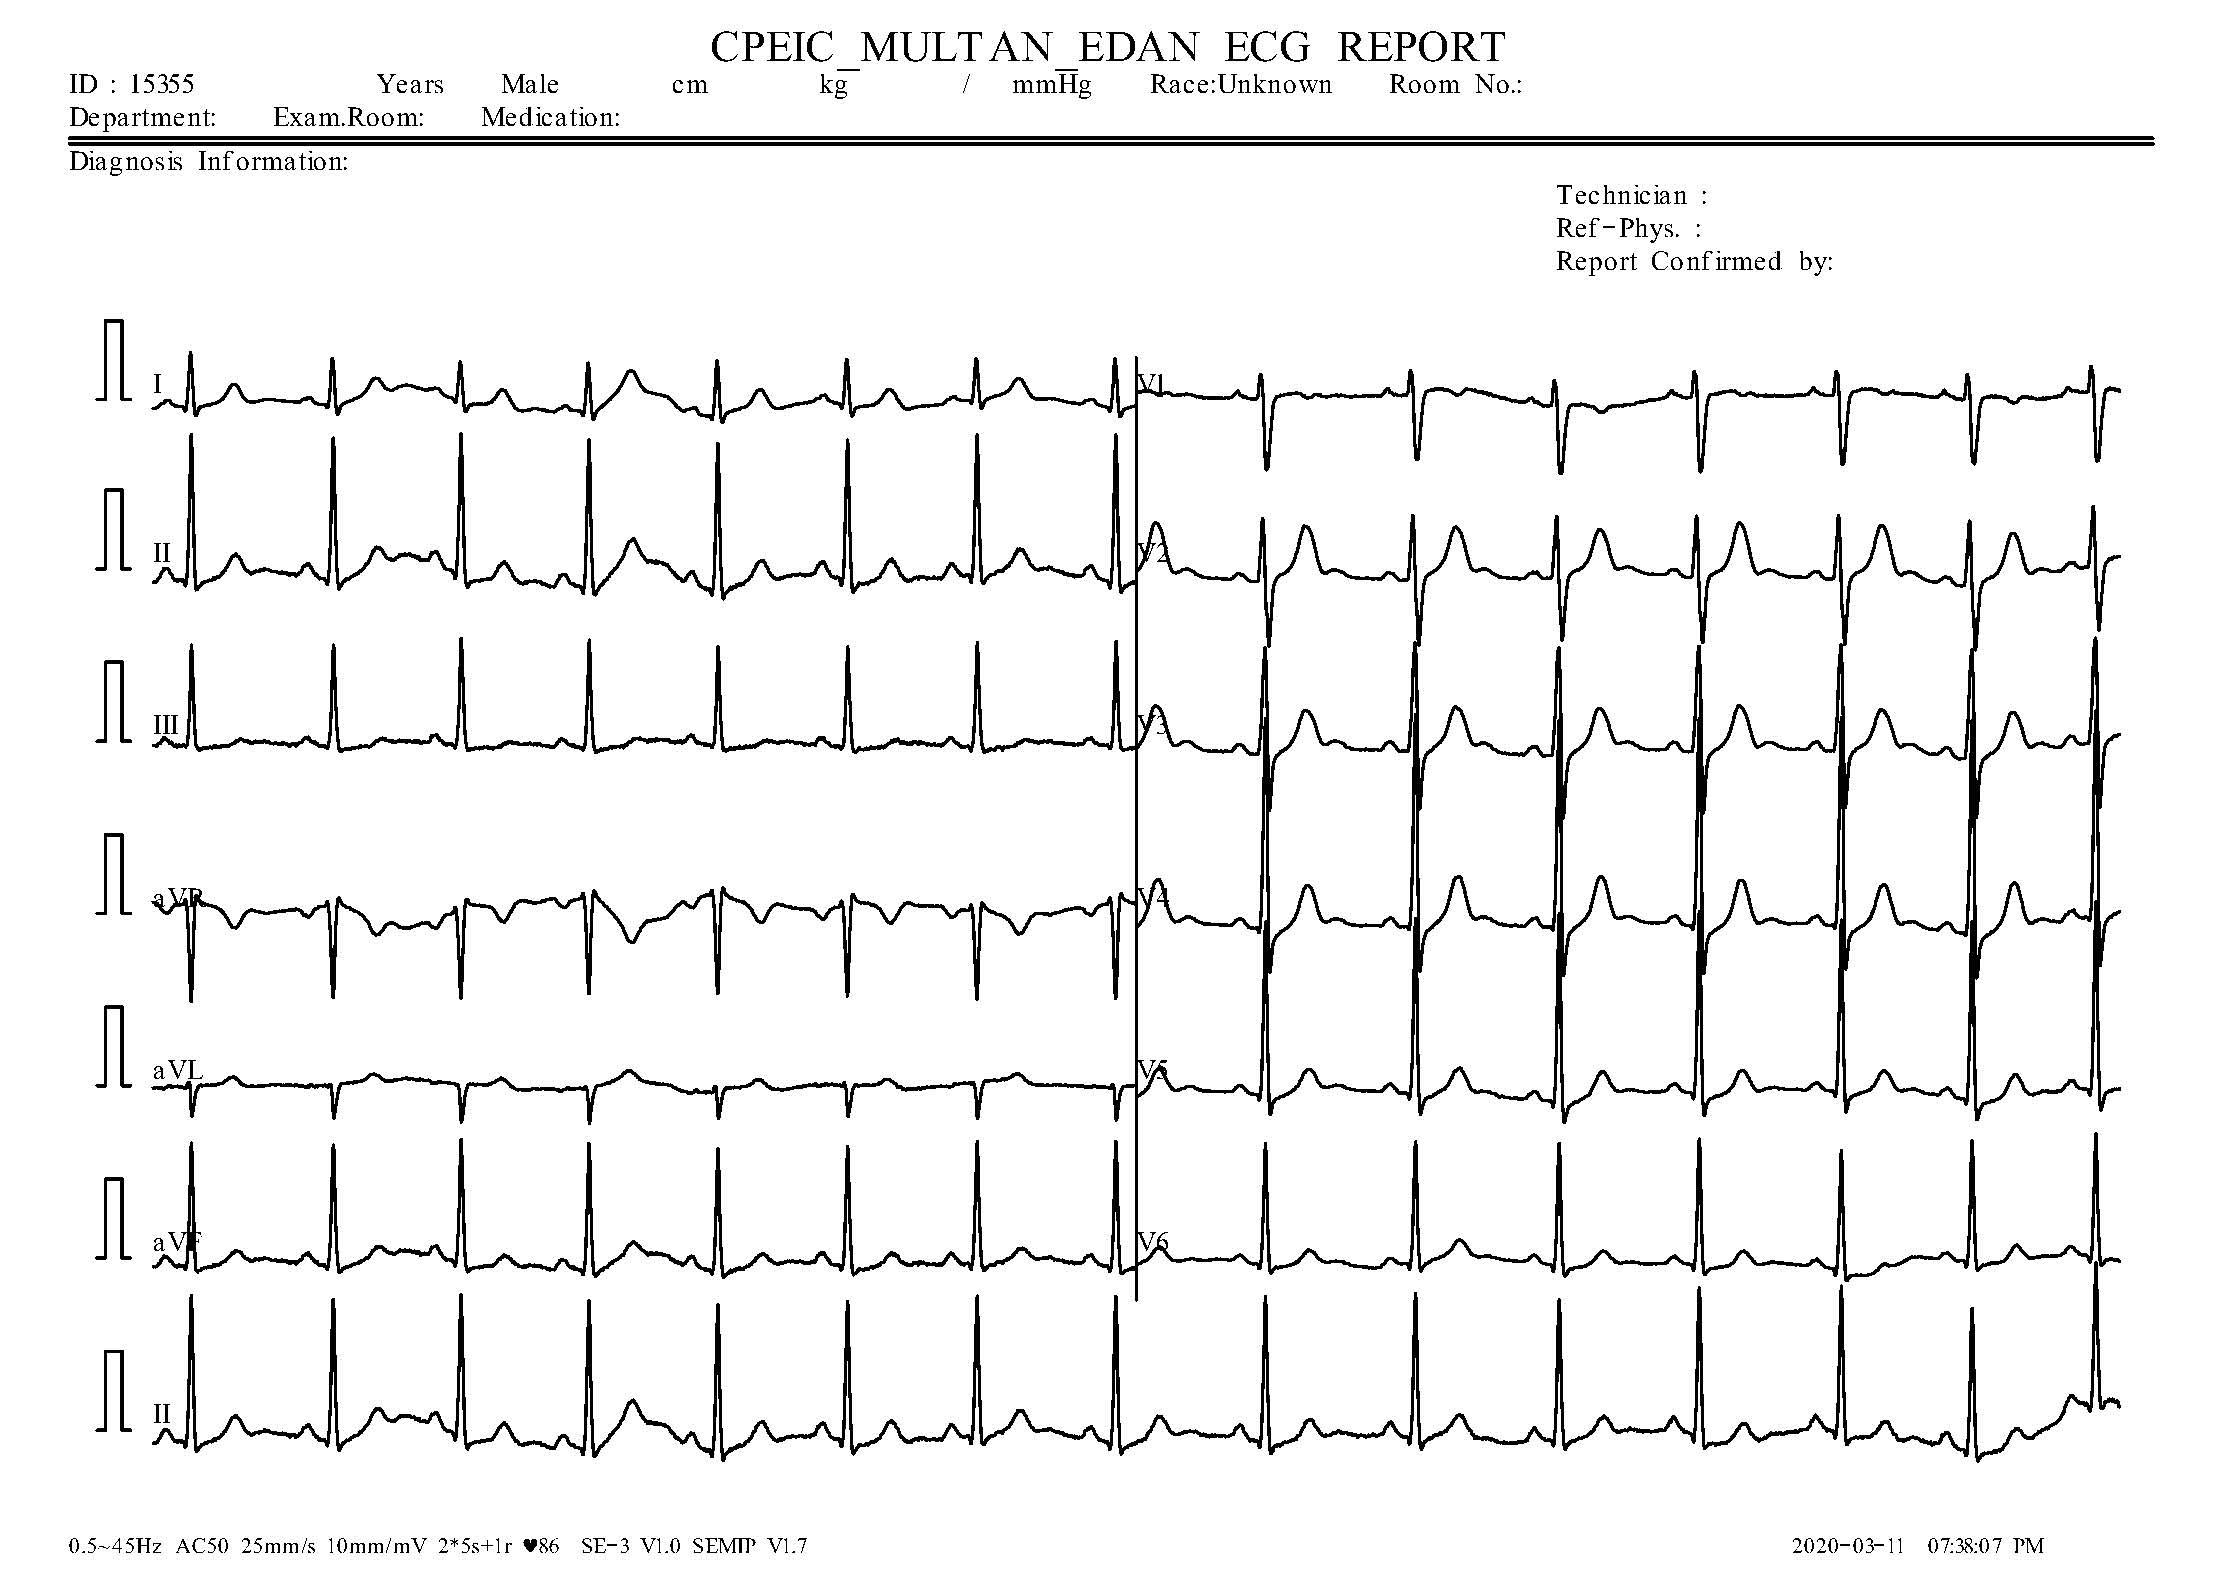 CPEIC_MULTAN_EDAN ECG REPORT
ID : 15355 Years Male cm kg / mmHg Race:Unknown Room No.:
Department: Exam.Room: Medication:
Diagnosis Information:
Technician :
Ref-Phys. :
Report Confirmed by:
I V1
II V2
III V3
aVR V4
aVL V5
aVF V6
II
0.5~45Hz AC50 25mm/s 10mm/mV 2*5s+1r ♥86 SE-3 V1.0 SEMIP V1.7 2020-03-11 07:38:07 PM